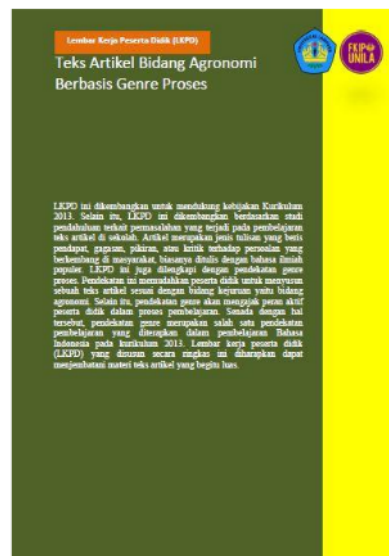 Lembar Kerja Peserta Didik (LKPD)
Teks Artikel Bidang Agronomi
Berbasis Genre Proses
FKIP
UNILA
LKPD ini dikembangkan untuk mendukung kebijakan Kurikulum
2013. Selain itu, LKPD ini dikembangkan berdasarkan studi
pendahuluan terkait permasalahan yang terjadi pada pembelajaran
teks artikel di sekolah. Artikel merupakan jenis tulisan yang beris
pendapat, gagasan, pikiran, atau kritik terhadap persoalan yang
berkembang di masyarakat, biasanya ditulis dengan bahasa ilmiah
populer. LKPD ini juga dilengkapi dengan pendekatan genre
proses. Pendekatan ini memudahkan peserta didik untuk menyusun
sebuah teks artikel sesuai dengan bidang kejuruan yaitu bidang
agronomi. Selain itu, pendekatan genre akan mengajak peran aktif
peserta didik dalam proses pembelajaran. Senada dengan hal
tersebut, pendekatan genre merupakan salah satu pendekatan
pembelajaran yang diterapkan dalam pembelajaran Bahasa
Indonesia pada kurikulum 2013. Lembar kerja peserta didik
(LKPD) yang disusun secara ringkas ini diharapkan dapat
menjembatani materi teks artikel yang begitu luas.